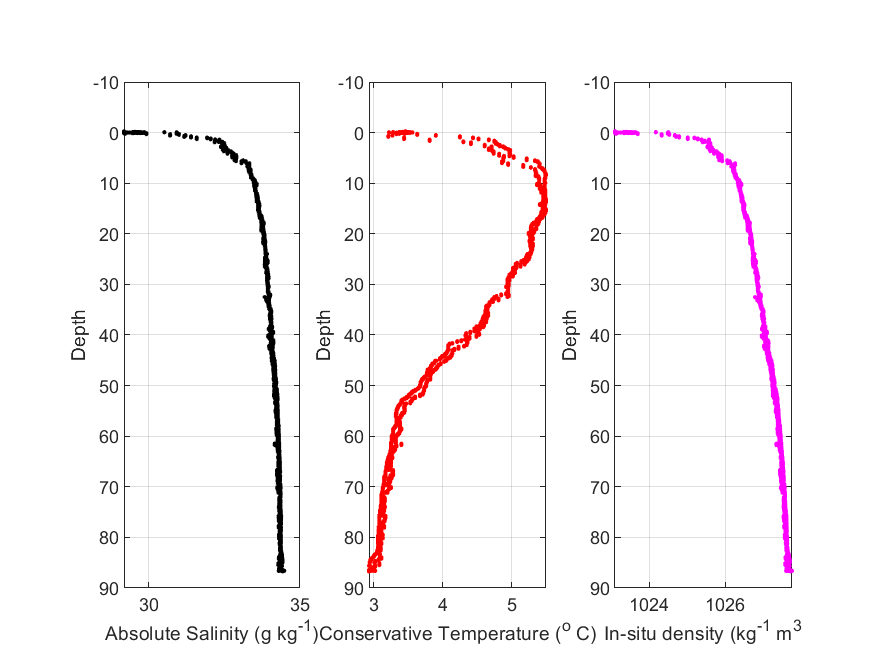 -10 -10 -10
0 0 0
10 10 10
20 20 20
30 30 30
40 40 40
50 50 50
60 60 60
70 70 70
80 80 80
90 90 90
Depth Depth Depth
30 35 3 4 5 1024 1026
Absolute Salinity (g kg⁻¹) Conservative Temperature (° C) In-situ density (kg⁻¹ m³